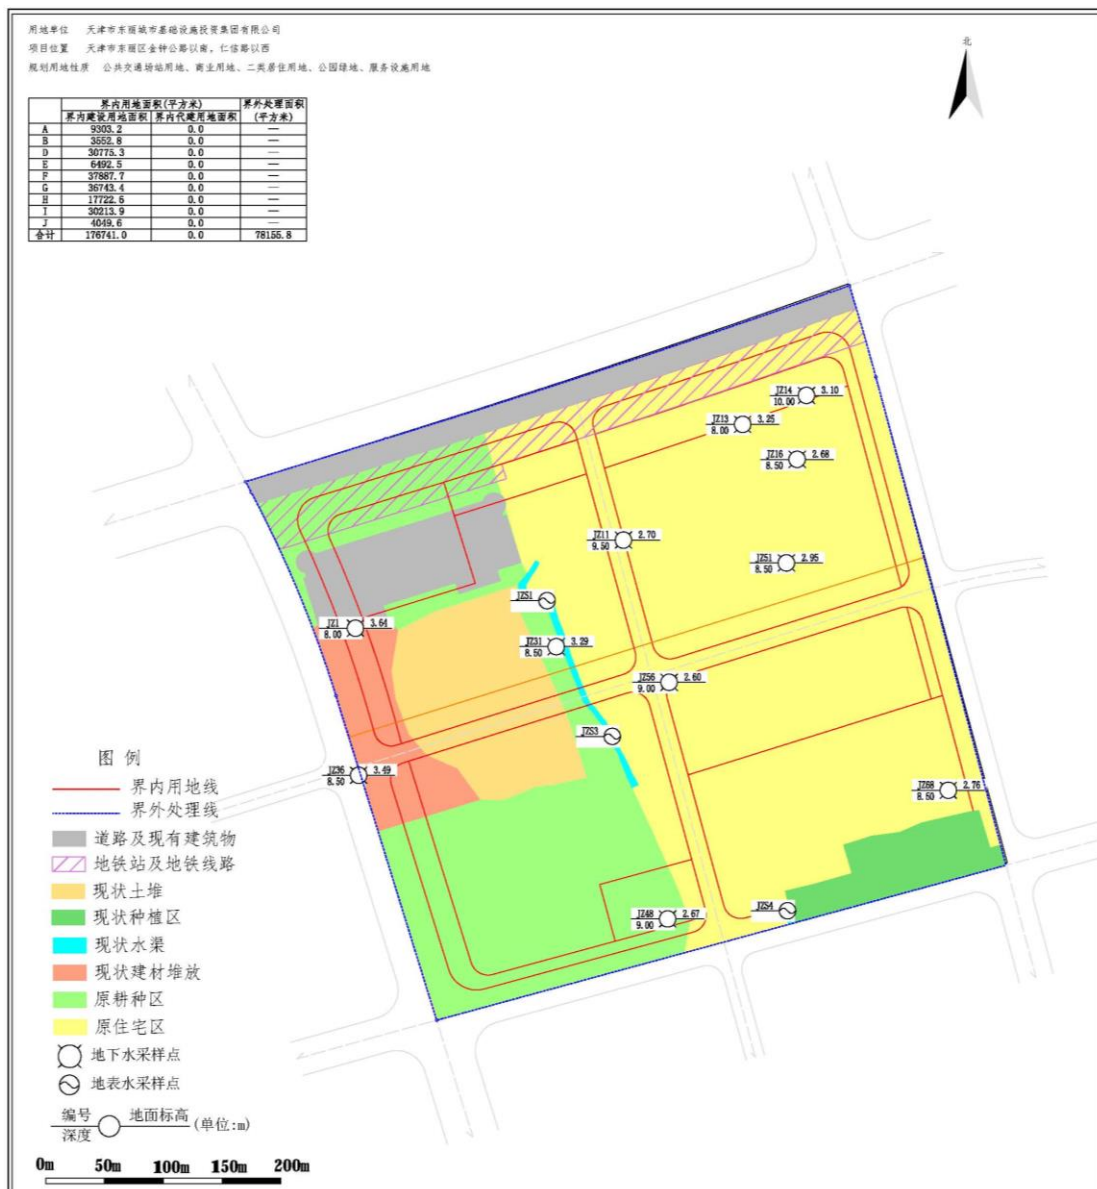 用地单位 天津市东丽城市基础设施投资集团有限公司
项目位置 天津市东丽区金钟公路以南，仁信路以西
规划用地性质 公共交通场站用地、商业用地、二类居住用地、公园绿地、服务设施用地
北
界内用地面积(平方米) 界外处理面积(平方米)
界内建设用地面积 界内代建用地面积
A 9303.2 0.0 —
B 3552.8 0.0 —
D 30775.3 0.0 —
E 6492.5 0.0 —
F 37887.7 0.0 —
G 36743.4 0.0 —
H 17722.6 0.0 —
I 30213.9 0.0 —
J 4049.6 0.0 —
合计 176741.0 0.0 78155.8
JZ14 3.10
10.00
JZ13 3.25
8.00
JZ16 2.68
8.50
JZ11 2.70
9.50
JZ51 2.95
8.50
JZS1
JZ1 3.64
8.00
JZ31 3.29
8.50
JZ56 2.60
9.00
JZS3
JZ36 3.49
8.50
JZ68 2.76
8.50
JZS4
JZ48 2.67
9.00
图 例
界内用地线
界外处理线
道路及现有建筑物
地铁站及地铁线路
现状土堆
现状种植区
现状水渠
现状建材堆放
原耕种区
原住宅区
地下水采样点
地表水采样点
编号 地面标高 (单位:m)
深度
0m 50m 100m 150m 200m